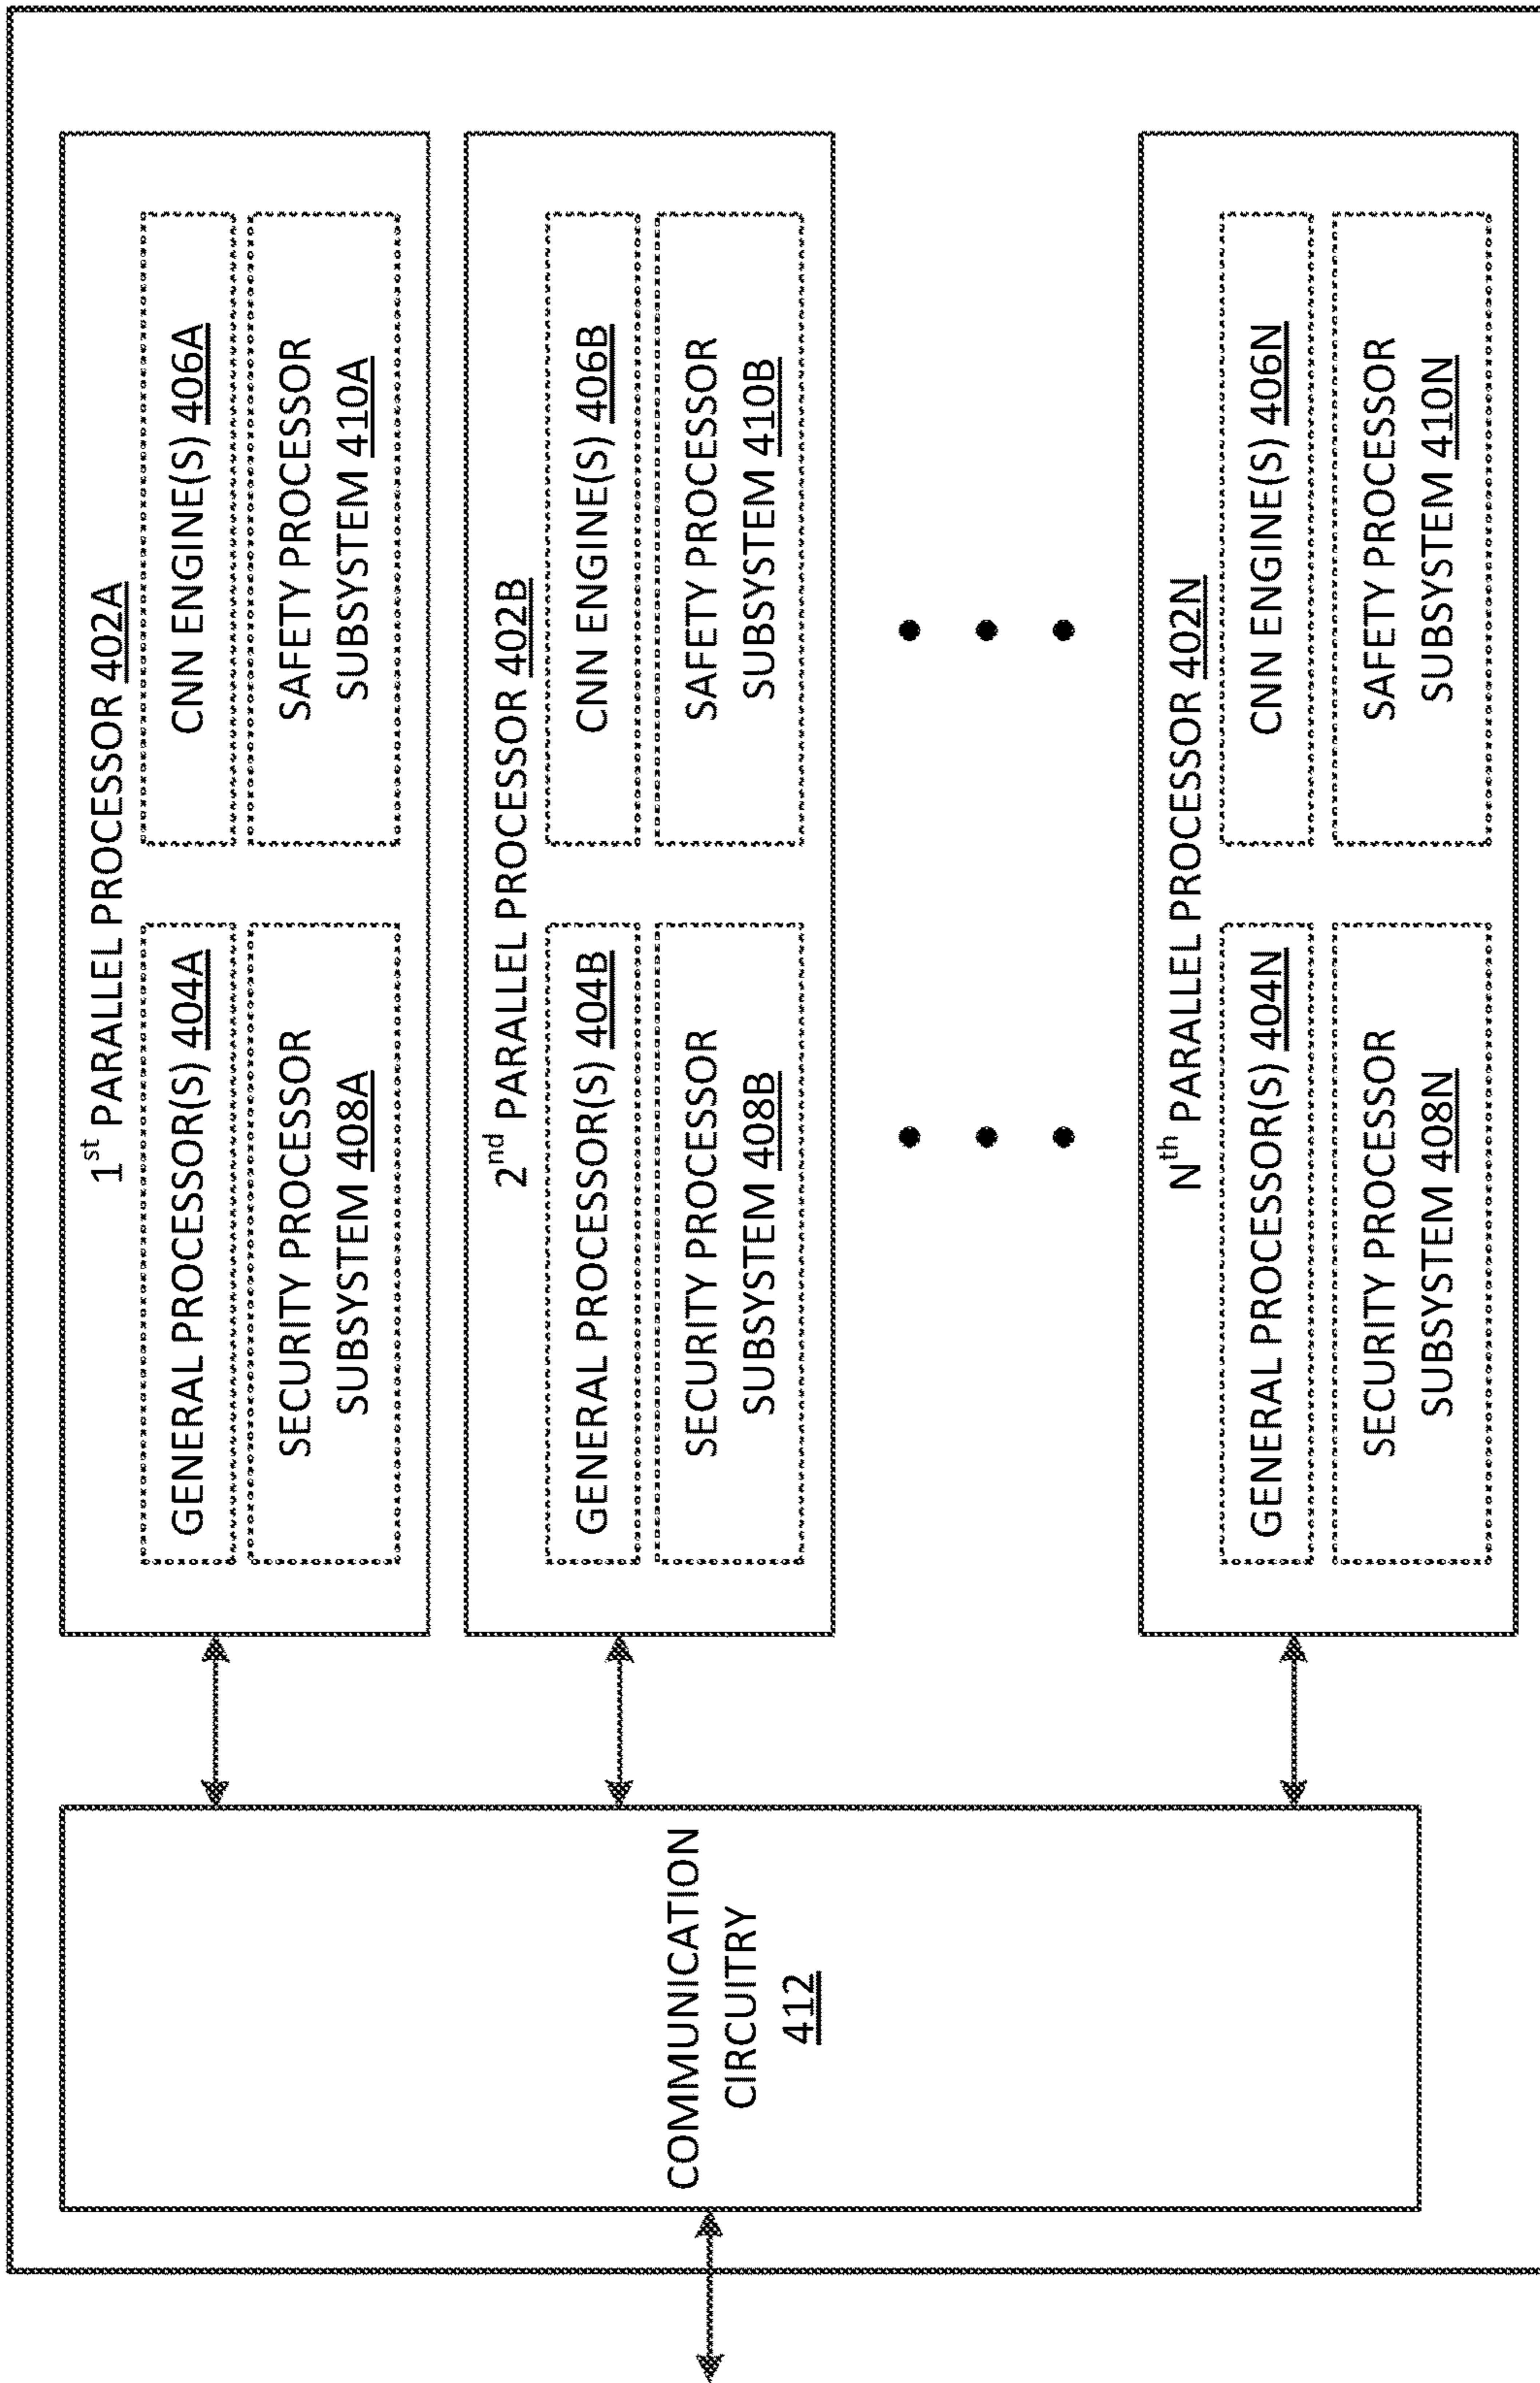 1st PARALLEL PROCESSOR 402A
GENERAL PROCESSOR(S) 404A
CNN ENGINE(S) 406A
SECURITY PROCESSOR
SUBSYSTEM 408A
SAFETY PROCESSOR
SUBSYSTEM 410A
2nd PARALLEL PROCESSOR 402B
GENERAL PROCESSOR(S) 404B
CNN ENGINE(S) 406B
SECURITY PROCESSOR
SUBSYSTEM 408B
SAFETY PROCESSOR
SUBSYSTEM 410B
Nth PARALLEL PROCESSOR 402N
GENERAL PROCESSOR(S) 404N
CNN ENGINE(S) 406N
SECURITY PROCESSOR
SUBSYSTEM 408N
SAFETY PROCESSOR
SUBSYSTEM 410N
COMMUNICATION
CIRCUITRY
412